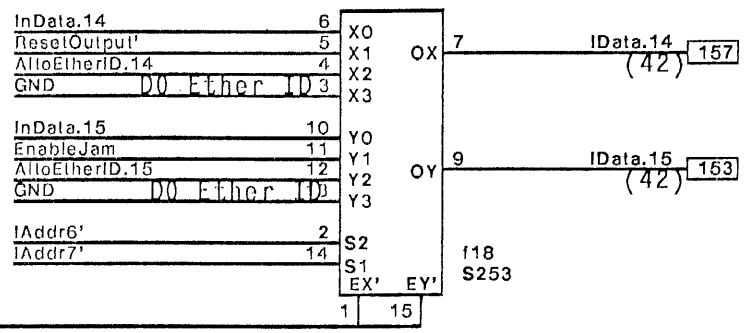 InData.14 6 X0
ResetOutput' 5 X1 OX 7 IData.14 157
AltoEtherID.14 4 X2 (42)
GND D0 Ether ID 3 X3
InData.15 10 Y0
EnableJam 11 Y1 OY 9 IData.15 153
AltoEtherID.15 12 Y2 (42)
GND D0 Ether ID Y3
IAddr6' 2 S2
IAddr7' 14 S1 f18
EX' EY' S253
1 15